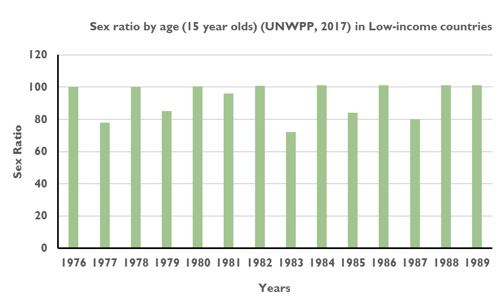 Sex ratio by age (15 year olds) (UNWPP, 2017) in Low-income countries
120
100
80
60
40
20
0
Sex Ratio
1976 1977 1978 1979 1980 1981 1982 1983 1984 1985 1986 1987 1988 1989
Years